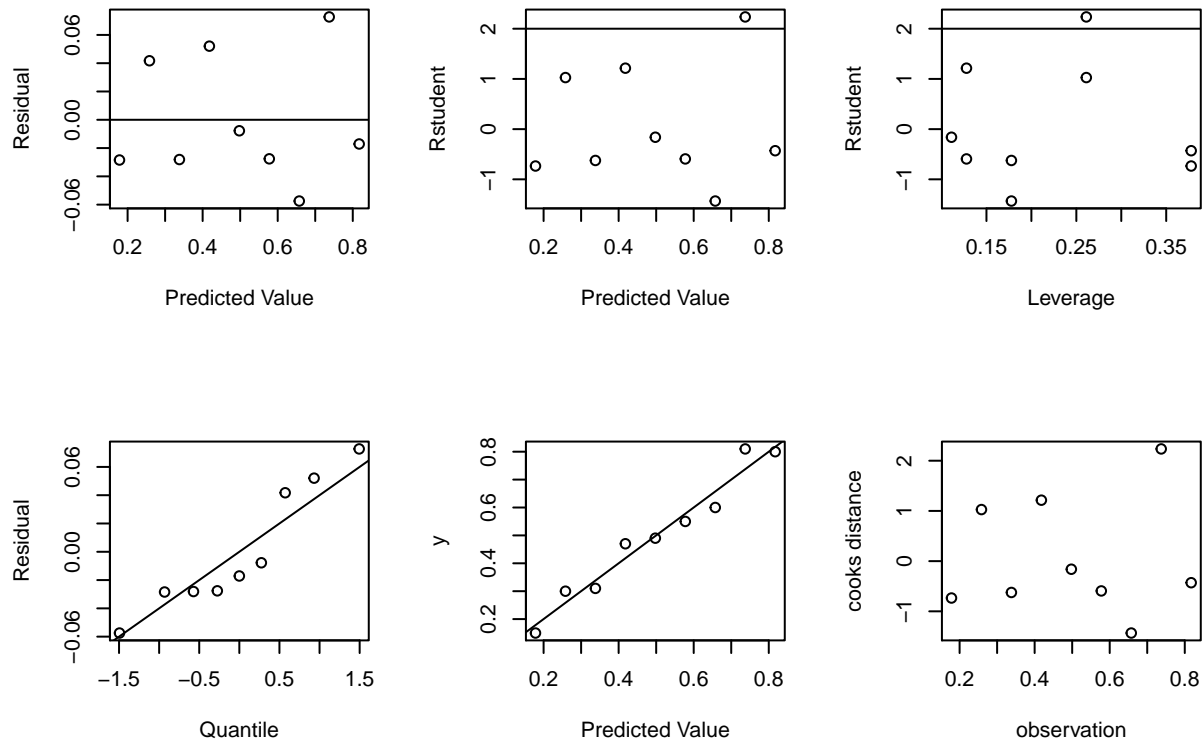 Residual
−0.06 0.00 0.06
0.2 0.4 0.6 0.8
Predicted Value
Rstudent
−1 0 1 2
0.2 0.4 0.6 0.8
Predicted Value
Rstudent
−1 0 1 2
0.15 0.25 0.35
Leverage
Residual
−0.06 0.00 0.06
−1.5 −0.5 0.5 1.5
Quantile
y
0.2 0.4 0.6 0.8
0.2 0.4 0.6 0.8
Predicted Value
cooks distance
−1 0 1 2
0.2 0.4 0.6 0.8
observation